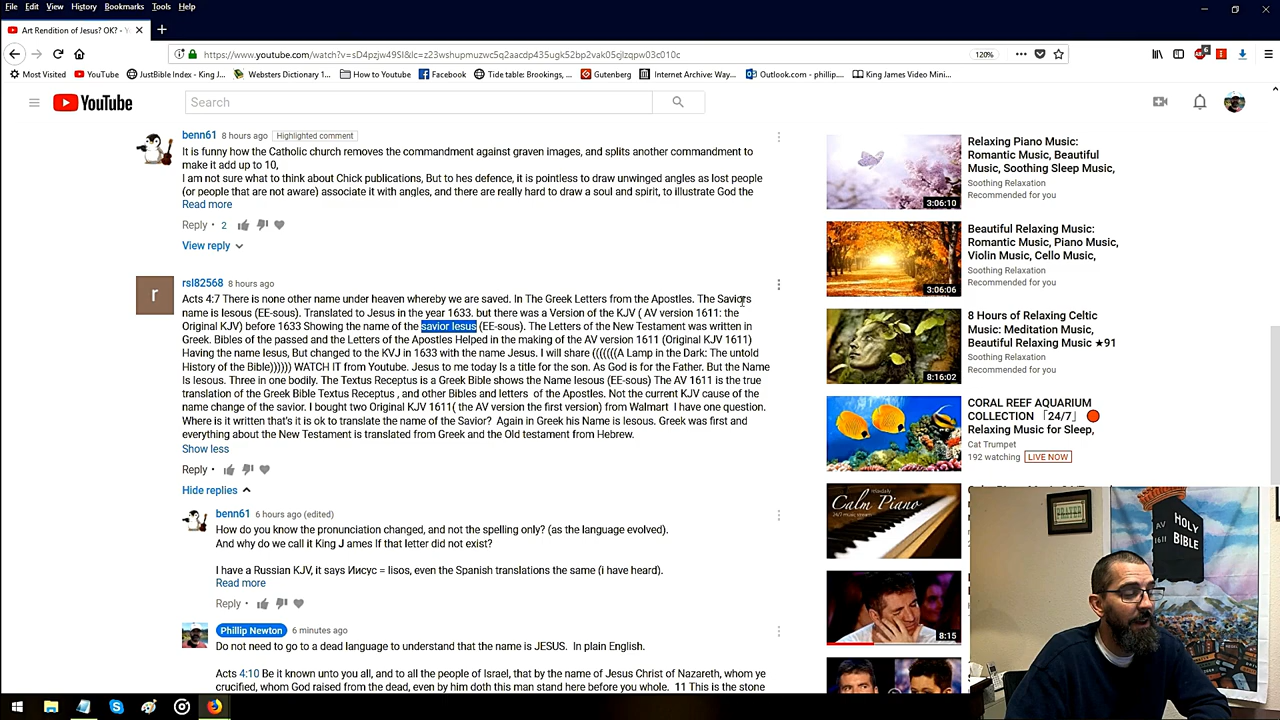 File Edit View History Bookmarks Tools Help
Art Rendition of Jesus? OK? - Y
https://www.youtube.com/watch?v=sD4pzjw49SI&lc=z23wshupmuzwc5q2aacdp435ugk52bp2vak05cjlzqpw03c010c
120%
6
Most Visited YouTube JustBible Index - King J... Websters Dictionary 1... How to Youtube Facebook Tide table: Brookings, ... Gutenberg Internet Archive: Way... Outlook.com - phillip.... King James Video Mini...
YouTube
Search
benn61 8 hours ago Highlighted comment
It is funny how the Catholic church removes the commandment against graven images, and splits another commandment to
make it add up to 10,
I am not sure what to think about Chick publications, But to hes defence, it is pointless to draw unwinged angles as lost people
(or people that are not aware) associate it with angles, and there are really hard to draw a soul and spirit, to illustrate God the
Read more
Reply · 2
View reply
r
rsl82568 8 hours ago
Acts 4:7 There is none other name under heaven whereby we are saved. In The Greek Letters from the Apostles. The Saviors
name is Iesous (EE-sous). Translated to Jesus in the year 1633. but there was a Version of the KJV ( AV version 1611: the
Original KJV) before 1633 Showing the name of the savior Iesus (EE-sous). The Letters of the New Testament was written in
Greek. Bibles of the passed and the Letters of the Apostles Helped in the making of the AV version 1611 (Original KJV 1611)
Having the name Iesus, But changed to the KVJ in 1633 with the name Jesus. I will share (((((((A Lamp in the Dark: The untold
History of the Bible)))))) WATCH IT from Youtube. Jesus to me today Is a title for the son. As God is for the Father. But the Name
Is Iesous. Three in one bodily. The Textus Receptus is a Greek Bible shows the Name Iesous (EE-sous) The AV 1611 is the true
translation of the Greek Bible Textus Receptus , and other Bibles and letters of the Apostles. Not the current KJV cause of the
name change of the savior. I bought two Original KJV 1611( the AV version the first version) from Walmart I have one question.
Where is it written that's it is ok to translate the name of the Savior? Again in Greek his Name is Iesous. Greek was first and
everything about the New Testament is translated from Greek and the Old testament from Hebrew.
Show less
Reply ·
Hide replies
benn61 6 hours ago (edited)
How do you know the pronunciation changed, and not the spelling only? (as the language evolved).
And why do we call it King J ames If that letter did not exist?
I have a Russian KJV, it says Иисус = Iisos, even the Spanish translations the same (i have heard).
Read more
Reply ·
Phillip Newton 6 minutes ago
Do not need to go to a dead language to understand that the name is JESUS. In plain English.
Acts 4:10 Be it known unto you all, and to all the people of Israel, that by the name of Jesus Christ of Nazareth, whom ye
crucified, whom God raised from the dead, even by him doth this man stand here before you whole. 11 This is the stone
Relaxing Piano Music:
Romantic Music, Beautiful
Music, Soothing Sleep Music,
Soothing Relaxation
Recommended for you
3:06:10
Beautiful Relaxing Music:
Romantic Music, Piano Music,
Violin Music, Cello Music,
Soothing Relaxation
Recommended for you
3:06:06
8 Hours of Relaxing Celtic
Music: Meditation Music,
Beautiful Relaxing Music ★91
Soothing Relaxation
Recommended for you
8:16:02
CORAL REEF AQUARIUM
COLLECTION 「24/7」
Relaxing Music for Sleep,
Cat Trumpet
192 watching LIVE NOW
CALM PIANO
8:15
PRAYER
AV
1611
HOLY
BIBLE